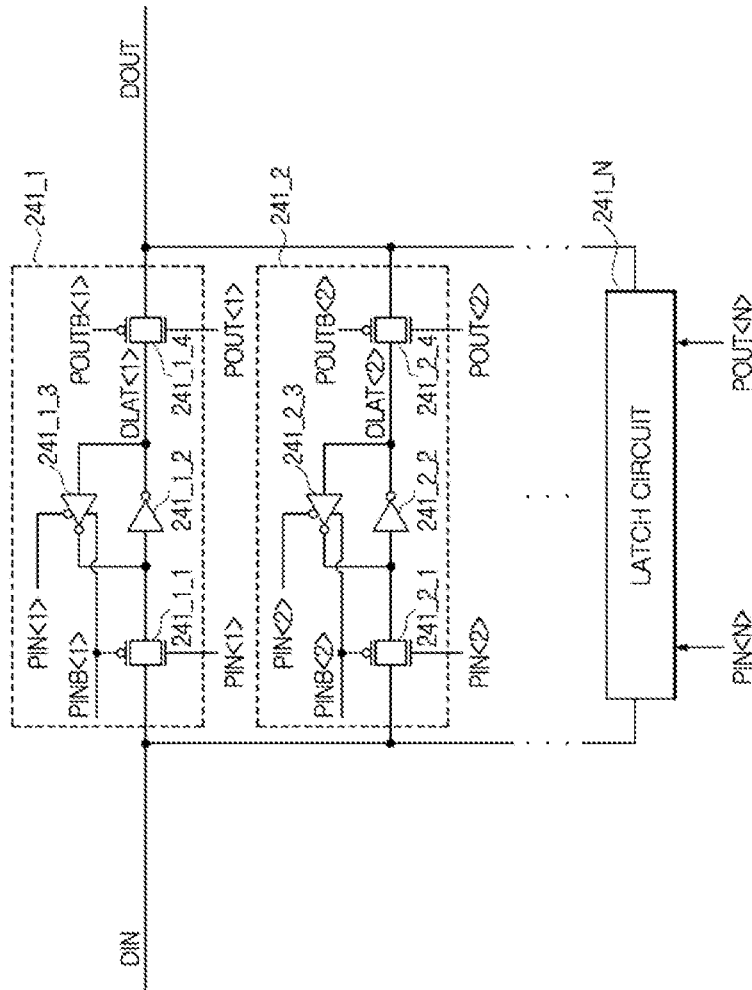 DIN
DOUT
241_1
PIN<1>
PINB<1>
241_1_3
DLAT<1>
POUTB<1>
241_1_1
241_1_2
241_1_4
PIN<1>
POUT<1>
241_2
PIN<2>
PINB<2>
241_2_3
DLAT<2>
POUTB<2>
241_2_1
241_2_2
241_2_4
PIN<2>
POUT<2>
241_N
LATCH CIRCUIT
PIN<N>
POUT<N>